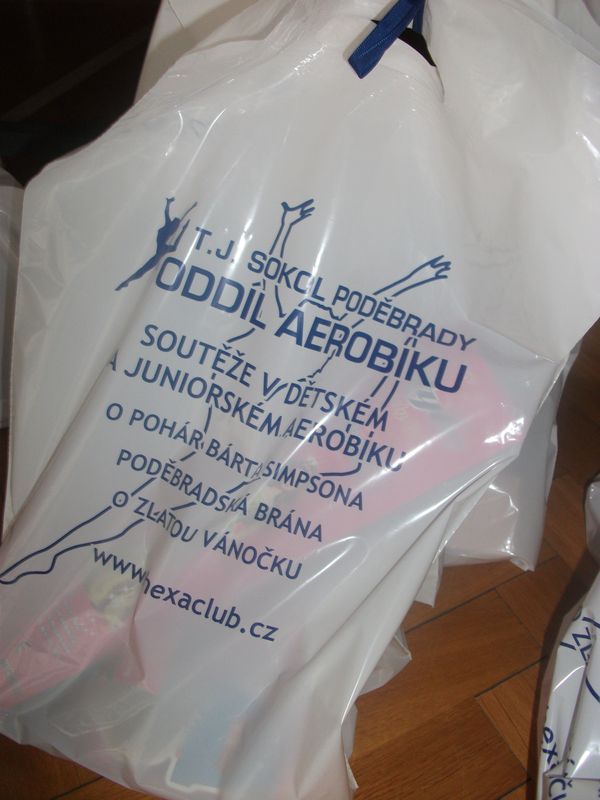 T.J. SOKOL PODĚBRADY
ODDÍL AEROBIKU
SOUTĚŽE V DĚTSKÉM
A JUNIORSKÉM AEROBIKU
O POHÁR BÁRTA SIMPSONA
PODĚBRADSKÁ BRÁNA
O ZLATOU VÁNOČKU
www.hexaclub.cz